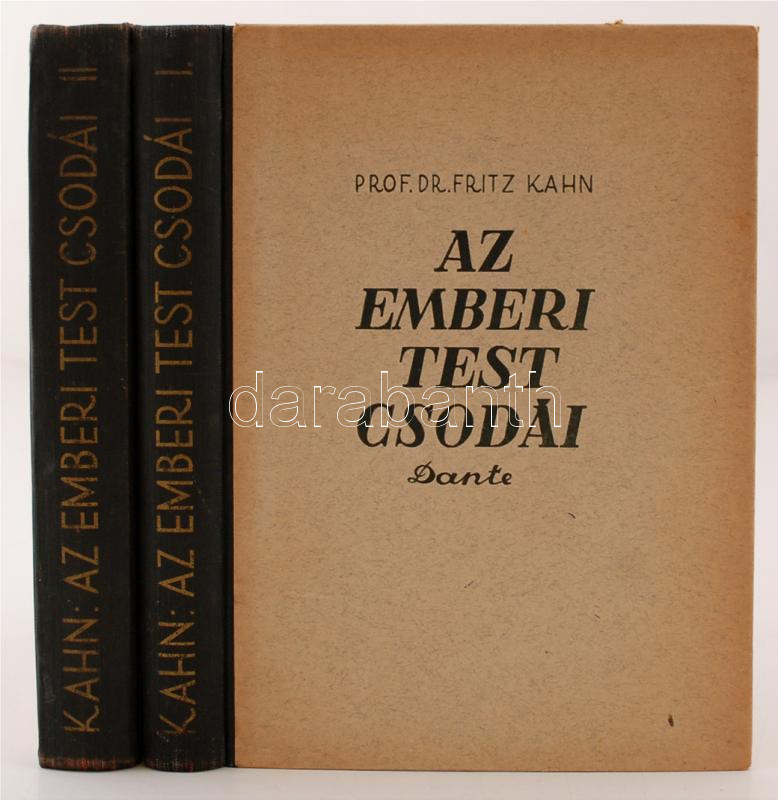 KAHN: AZ EMBERI TEST CSODÁI II
KAHN: AZ EMBERI TEST CSODÁI I.
PROF. DR. FRITZ KAHN
AZ
EMBERI
TEST
CSODÁI
Dante
darabanth